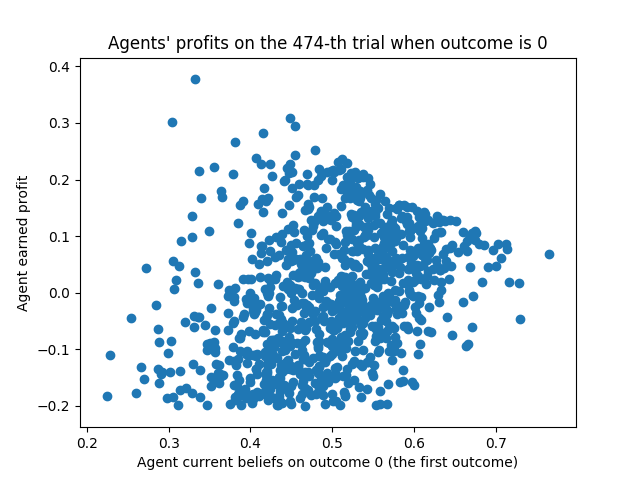 Agents' profits on the 474-th trial when outcome is 0
0.4
0.3
0.2
0.1
0.0
−0.1
−0.2
Agent earned profit
0.2 0.3 0.4 0.5 0.6 0.7
Agent current beliefs on outcome 0 (the first outcome)